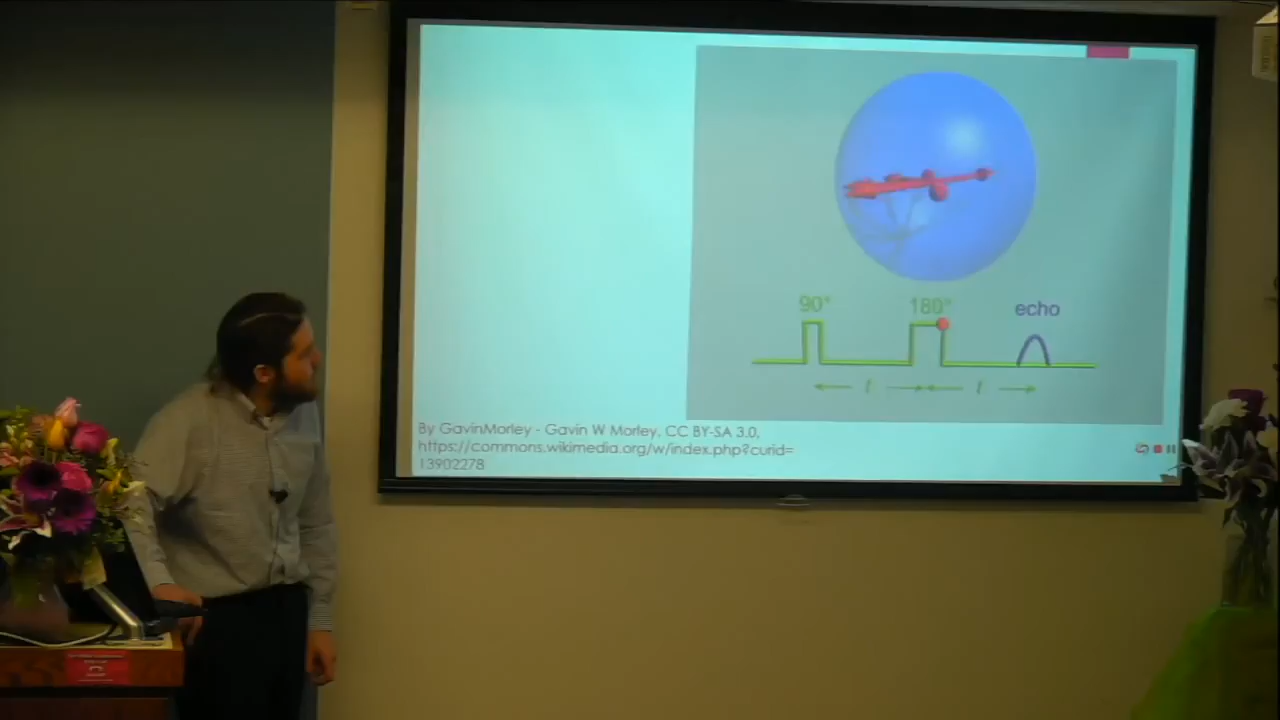 90°
180°
echo
t
t
By GavinMorley - Gavin W Morley, CC BY-SA 3.0,
https://commons.wikimedia.org/w/index.php?curid=
13902278